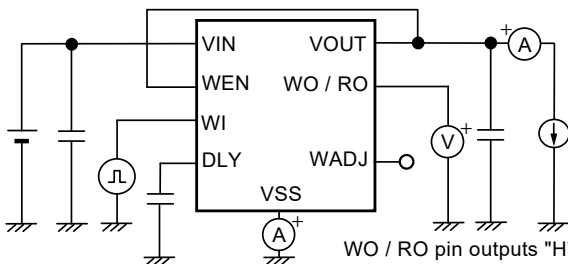 VIN
VOUT
A
+
WEN
WO / RO
WI
V
+
DLY
WADJ
VSS
A
+
WO / RO pin outputs "H"